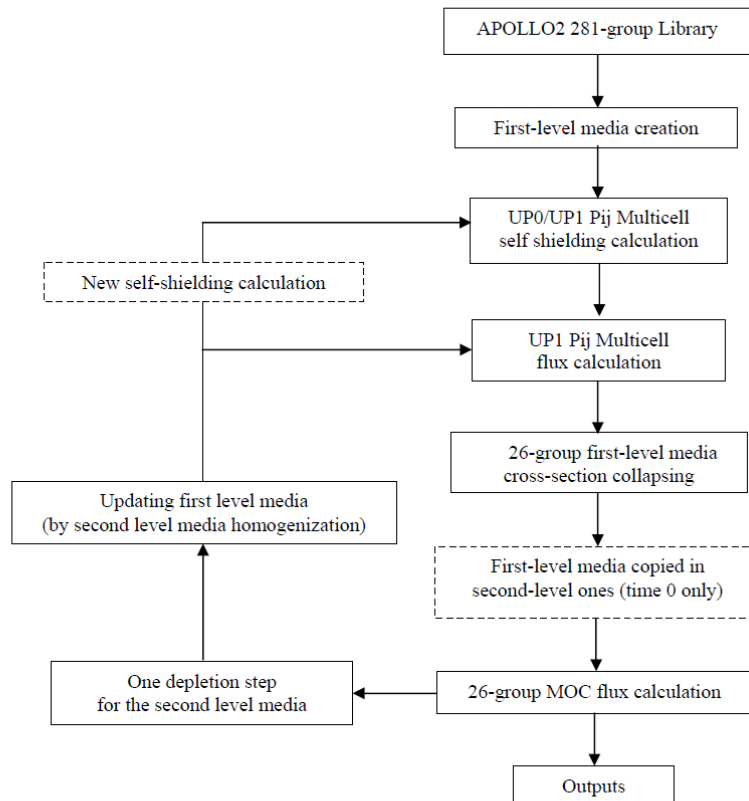 APOLLO2 281-group Library
First-level media creation
UP0/UP1 Pij Multicell
self shielding calculation
New self-shielding calculation
UP1 Pij Multicell
flux calculation
26-group first-level media
cross-section collapsing
Updating first level media
(by second level media homogenization)
First-level media copied in
second-level ones (time 0 only)
One depletion step
for the second level media
26-group MOC flux calculation
Outputs